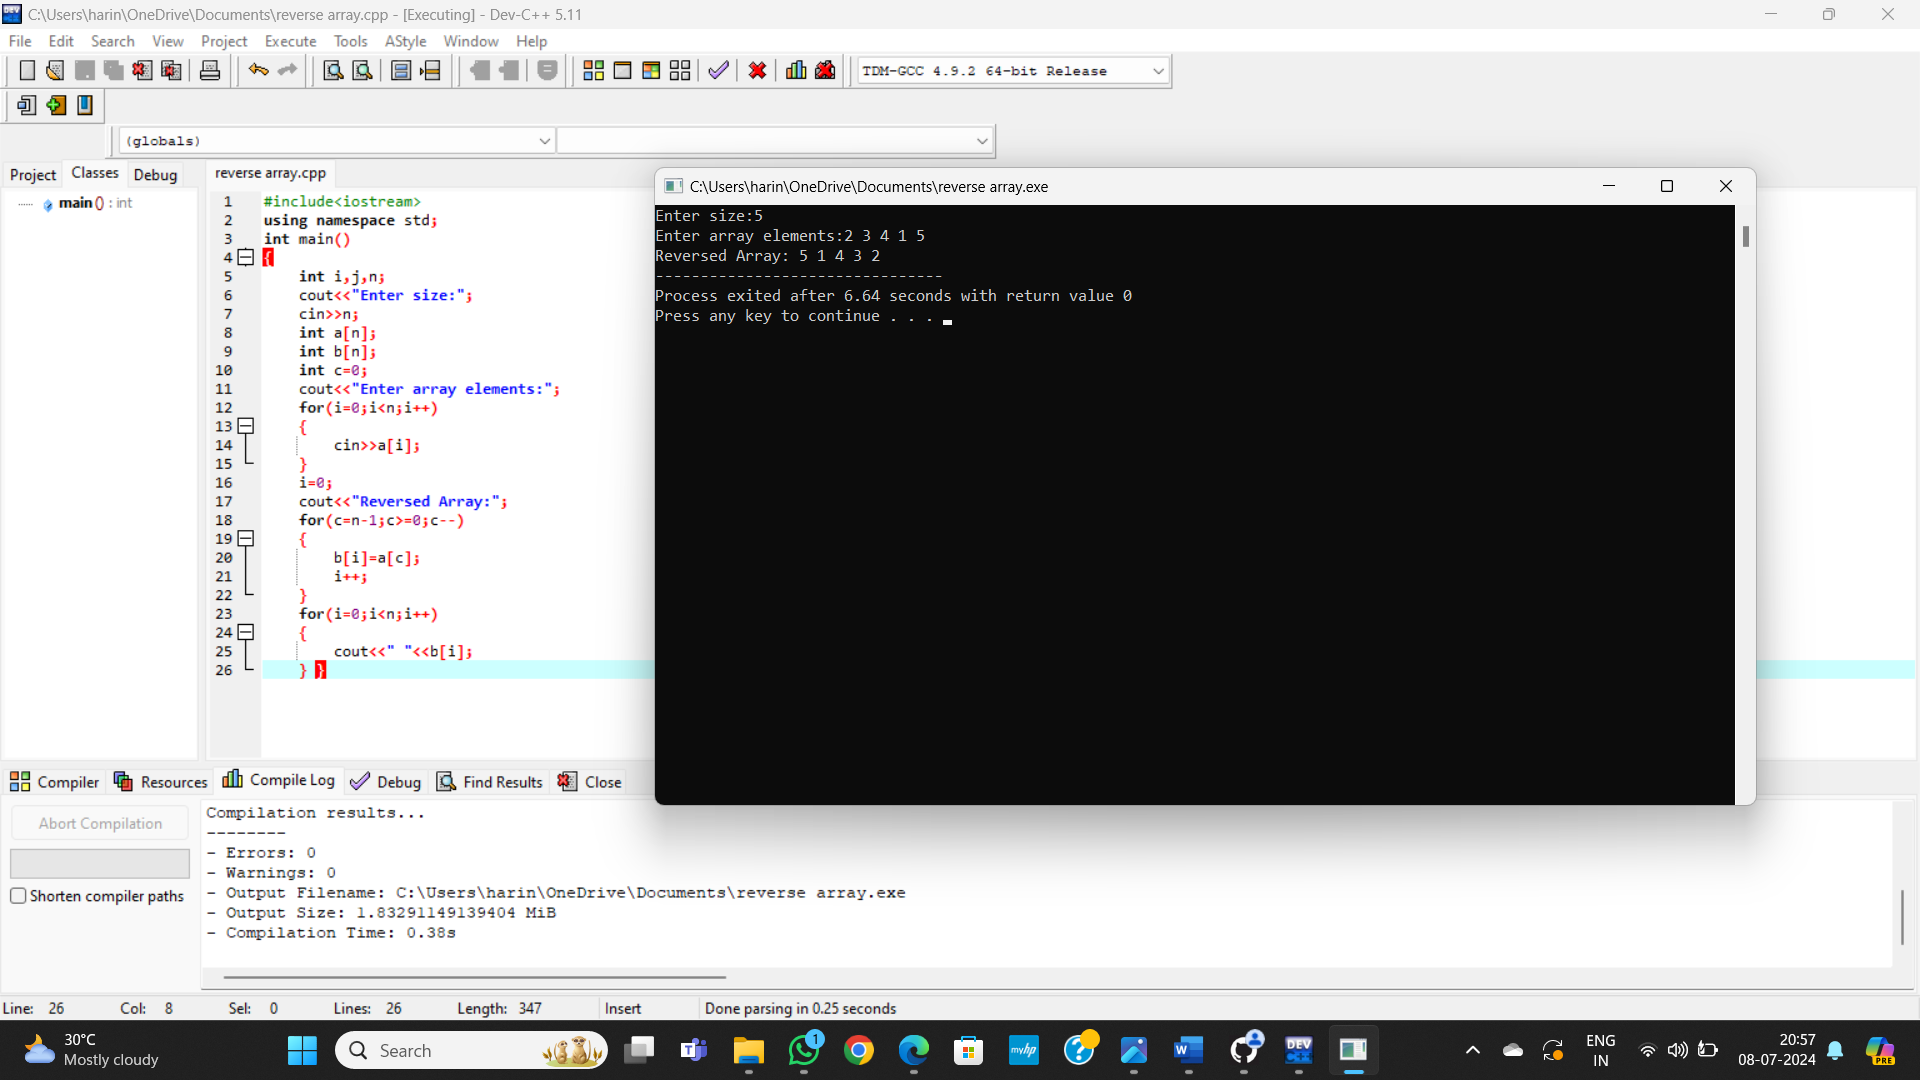 C:\Users\harin\OneDrive\Documents\reverse array.cpp - [Executing] - Dev-C++ 5.11
File Edit Search View Project Execute Tools AStyle Window Help
TDM-GCC 4.9.2 64-bit Release
(globals)
Project Classes Debug
main () : int
reverse array.cpp
1 #include<iostream>
2 using namespace std;
3 int main()
4 {
5 int i,j,n;
6 cout<<"Enter size:";
7 cin>>n;
8 int a[n];
9 int b[n];
10 int c=0;
11 cout<<"Enter array elements:";
12 for(i=0;i<n;i++)
13 {
14 cin>>a[i];
15 }
16 i=0;
17 cout<<"Reversed Array:";
18 for(c=n-1;c>=0;c--)
19 {
20 b[i]=a[c];
21 i++;
22 }
23 for(i=0;i<n;i++)
24 {
25 cout<<" "<<b[i];
26 } }
C:\Users\harin\OneDrive\Documents\reverse array.exe
Enter size:5
Enter array elements:2 3 4 1 5
Reversed Array: 5 1 4 3 2
--------------------------------
Process exited after 6.64 seconds with return value 0
Press any key to continue . . .
Compiler Resources Compile Log Debug Find Results Close
Abort Compilation
Shorten compiler paths
Compilation results...
--------
- Errors: 0
- Warnings: 0
- Output Filename: C:\Users\harin\OneDrive\Documents\reverse array.exe
- Output Size: 1.83291149139404 MiB
- Compilation Time: 0.38s
Line: 26 Col: 8 Sel: 0 Lines: 26 Length: 347 Insert Done parsing in 0.25 seconds
30°C
Mostly cloudy
Search
myhp
DEV
C++
1
ENG
IN
20:57
08-07-2024
PRE